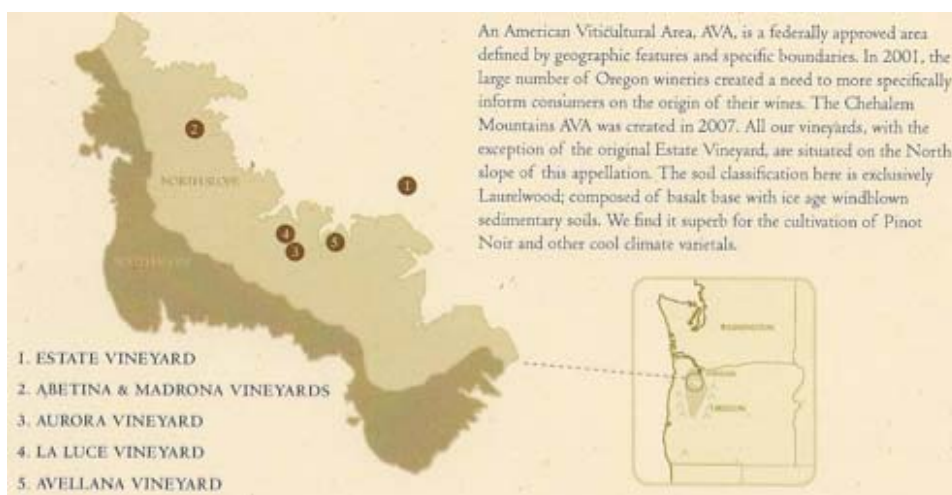 An American Viticultural Area, AVA, is a federally approved area
defined by geographic features and specific boundaries. In 2001, the
large number of Oregon wineries created a need to more specifically
inform consumers on the origin of their wines. The Chehalem
Mountains AVA was created in 2007. All our vineyards, with the
exception of the original Estate Vineyard, are situated on the North
slope of this appellation. The soil classification here is exclusively
Laurelwood; composed of basalt base with ice age windblown
sedimentary soils. We find it superb for the cultivation of Pinot
Noir and other cool climate varietals.
2
NORTH SLOPE
1
4
3
5
SOUTH SLOPE
WASHINGTON
OREGON
1. ESTATE VINEYARD
2. ABETINA & MADRONA VINEYARDS
3. AURORA VINEYARD
4. LA LUCE VINEYARD
5. AVELLANA VINEYARD